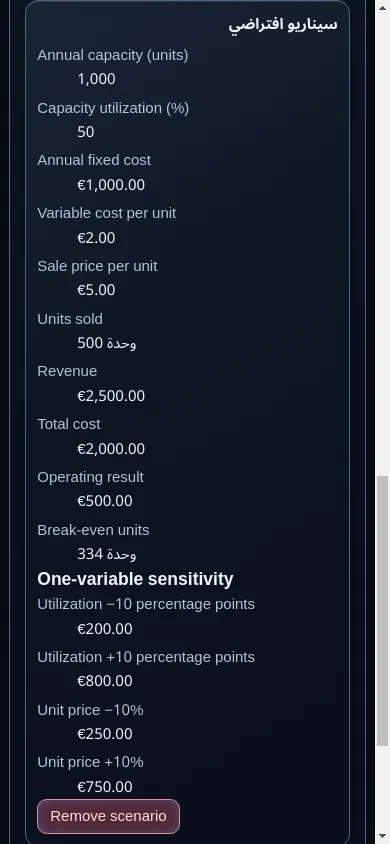 سيناريو افتراضي
Annual capacity (units)
1,000
Capacity utilization (%)
50
Annual fixed cost
€1,000.00
Variable cost per unit
€2.00
Sale price per unit
€5.00
Units sold
500 وحدة
Revenue
€2,500.00
Total cost
€2,000.00
Operating result
€500.00
Break-even units
334 وحدة
One-variable sensitivity
Utilization −10 percentage points
€200.00
Utilization +10 percentage points
€800.00
Unit price −10%
€250.00
Unit price +10%
€750.00
Remove scenario